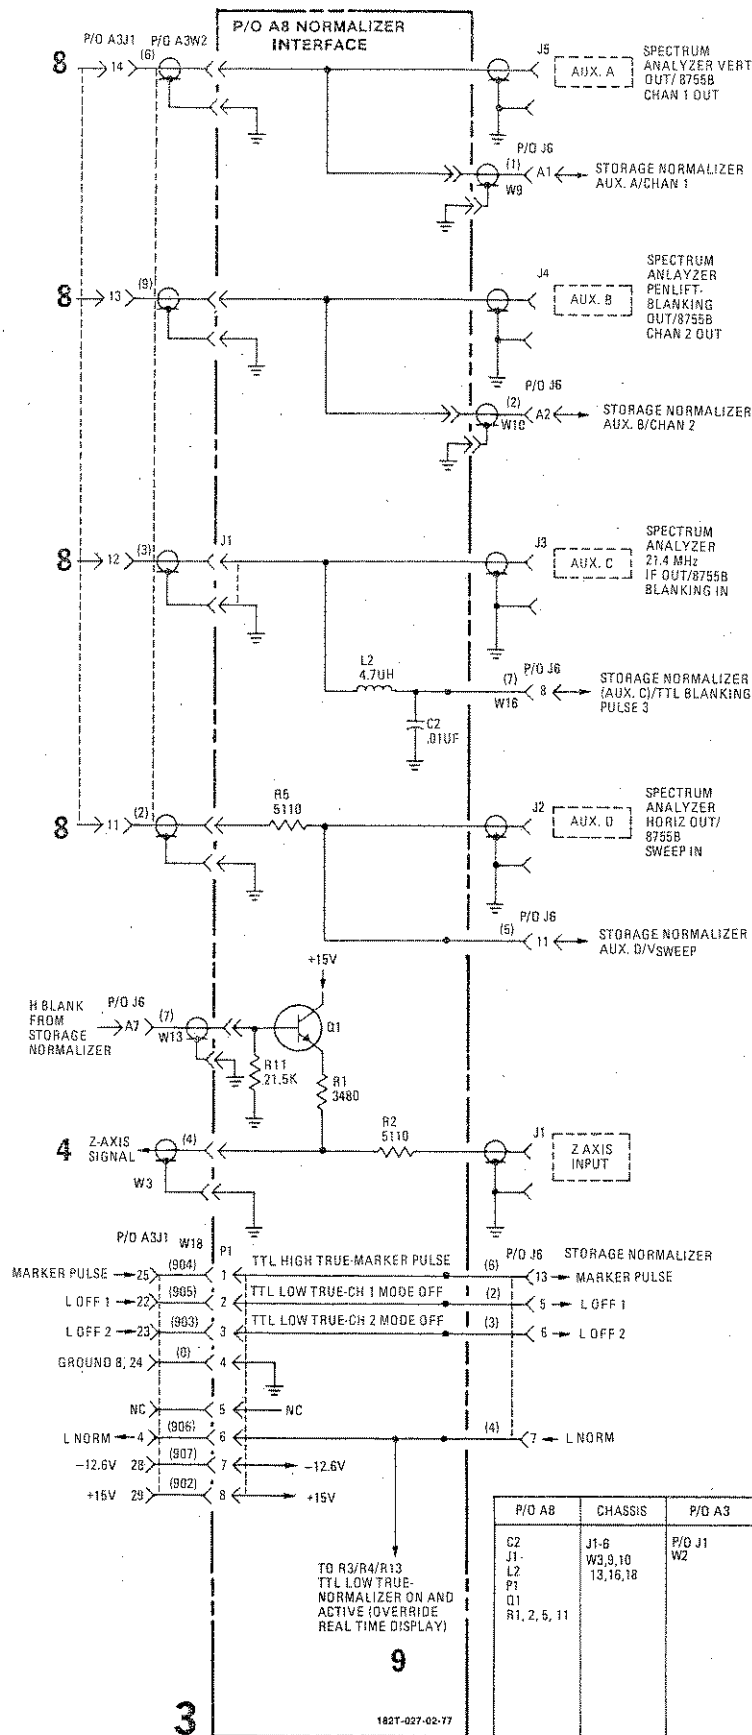 P/O A8 NORMALIZER
INTERFACE
P/O A3J1 P/O A3W2
8 14 (6)
J5
AUX. A
SPECTRUM
ANALYZER VERT
OUT/8755B
CHAN 1 OUT
P/O J6
(1) A1
W9
STORAGE NORMALIZER
AUX. A/CHAN 1
8 13 (9)
J4
AUX. B
SPECTRUM
ANLAYZER
PENLIFT-
BLANKING
OUT/8755B
CHAN 2 OUT
P/O J6
(2) A2
W10
STORAGE NORMALIZER
AUX. B/CHAN 2
8 12 (3) J1
J3
AUX. C
SPECTRUM
ANALYZER
21.4 MHz
IF OUT/8755B
BLANKING IN
L2
4.7UH
C2
.01UF
P/O J6
(7) 8
W16
STORAGE NORMALIZER
(AUX. C)/TTL BLANKING
PULSE 3
8 11 (2)
R5
5110
J2
AUX. D
SPECTRUM
ANALYZER
HORIZ OUT/
8755B
SWEEP IN
P/O J6
(5) 11
STORAGE NORMALIZER
AUX. D/VSWEEP
+15V
H BLANK
FROM
STORAGE
NORMALIZER
P/O J6
A7 (7)
W13
Q1
R11
21.5K
R1
3480
R2
5110
4 Z-AXIS
SIGNAL
(4)
W3
J1
Z AXIS
INPUT
P/O A3J1 W18 P1
P/O J6 STORAGE NORMALIZER
MARKER PULSE 25 (904) 1 TTL HIGH TRUE-MARKER PULSE (6) 13 MARKER PULSE
L OFF 1 22 (905) 2 TTL LOW TRUE-CH 1 MODE OFF (2) 5 L OFF 1
L OFF 2 23 (903) 3 TTL LOW TRUE-CH 2 MODE OFF (3) 6 L OFF 2
GROUND 8, 24 (0) 4
NC 5 NC
L NORM 4 (906) 6 (4) 7 L NORM
-12.6V 28 (907) 7 -12.6V
+15V 29 (902) 8 +15V
TO R3/R4/R13
TTL LOW TRUE-
NORMALIZER ON AND
ACTIVE (OVERRIDE
REAL TIME DISPLAY)
9
3
182T-027-02-77
P/O A8 CHASSIS P/O A3
C2 J1-6 P/O J1
J1- W3,9,10 W2
L2 13,16,18
P1
Q1
R1, 2, 5, 11